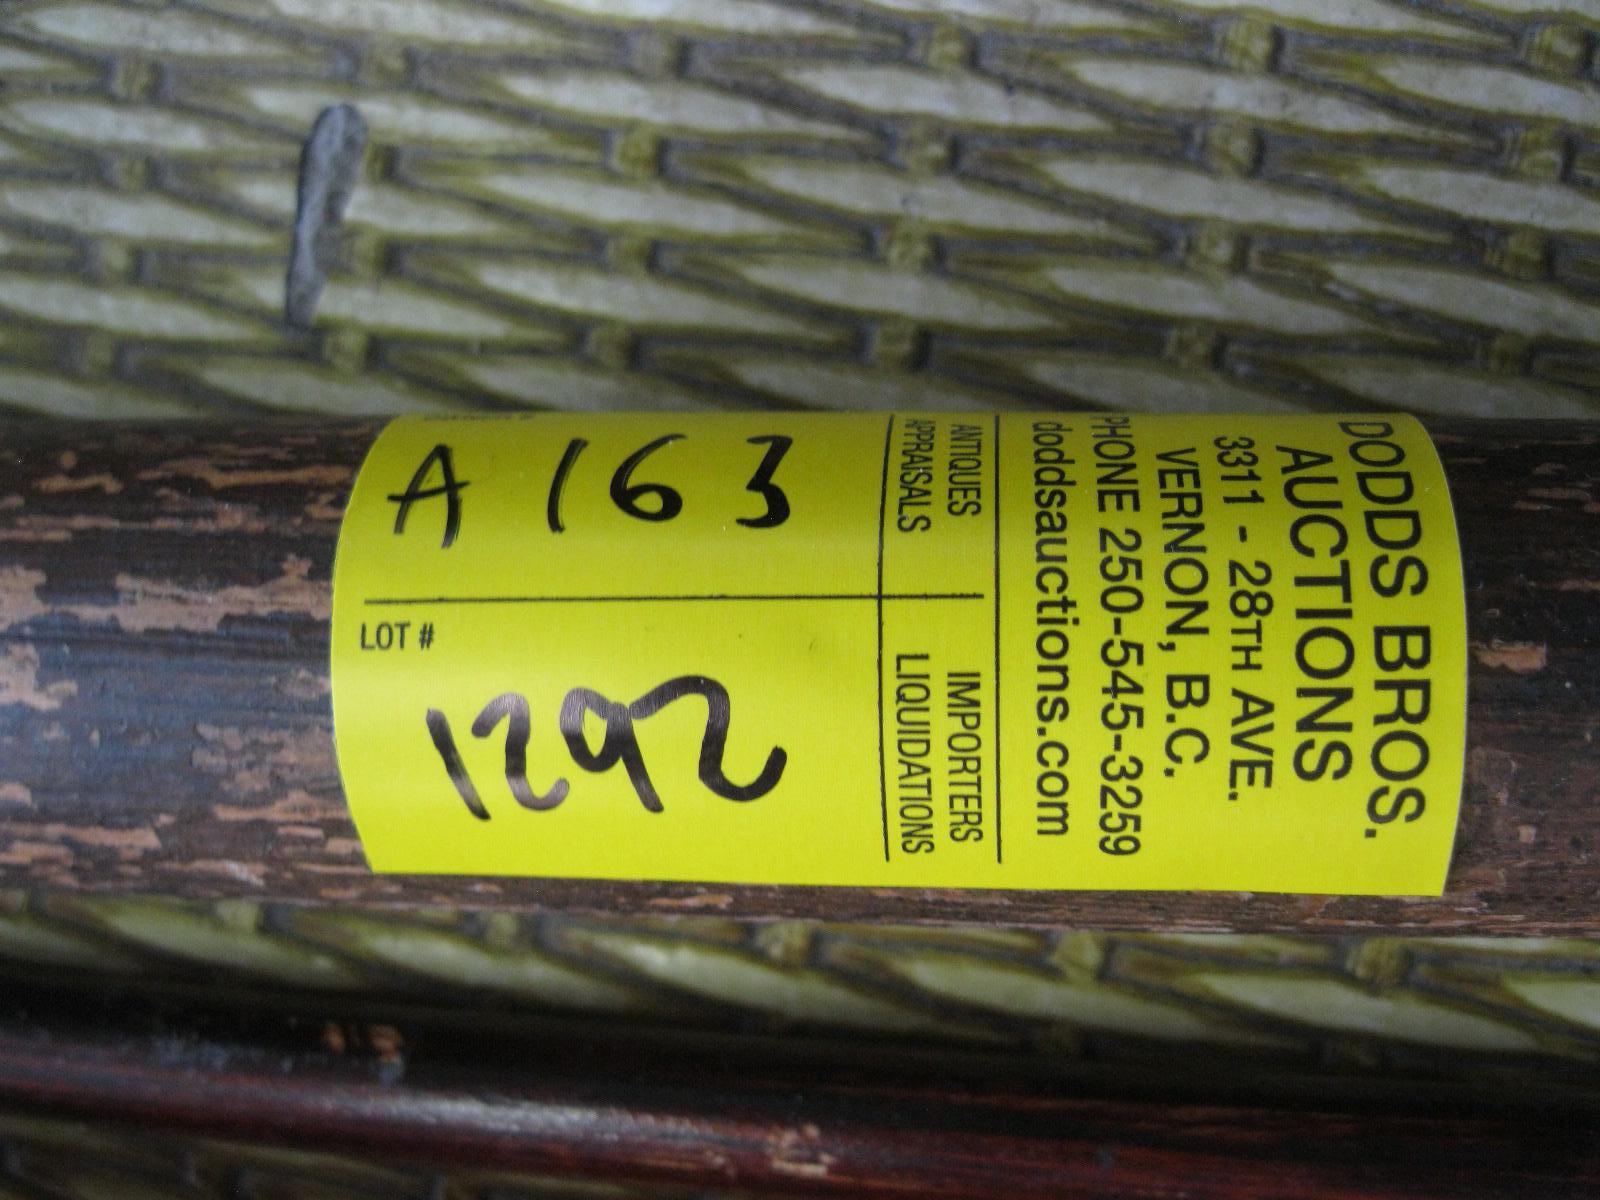 DODDS BROS.
AUCTIONS
3311 - 28TH AVE.
VERNON, B.C.
PHONE 250-545-3259
doddsauctions.com
ANTIQUES IMPORTERS
APPRAISALS LIQUIDATIONS
A 163
LOT #
1292